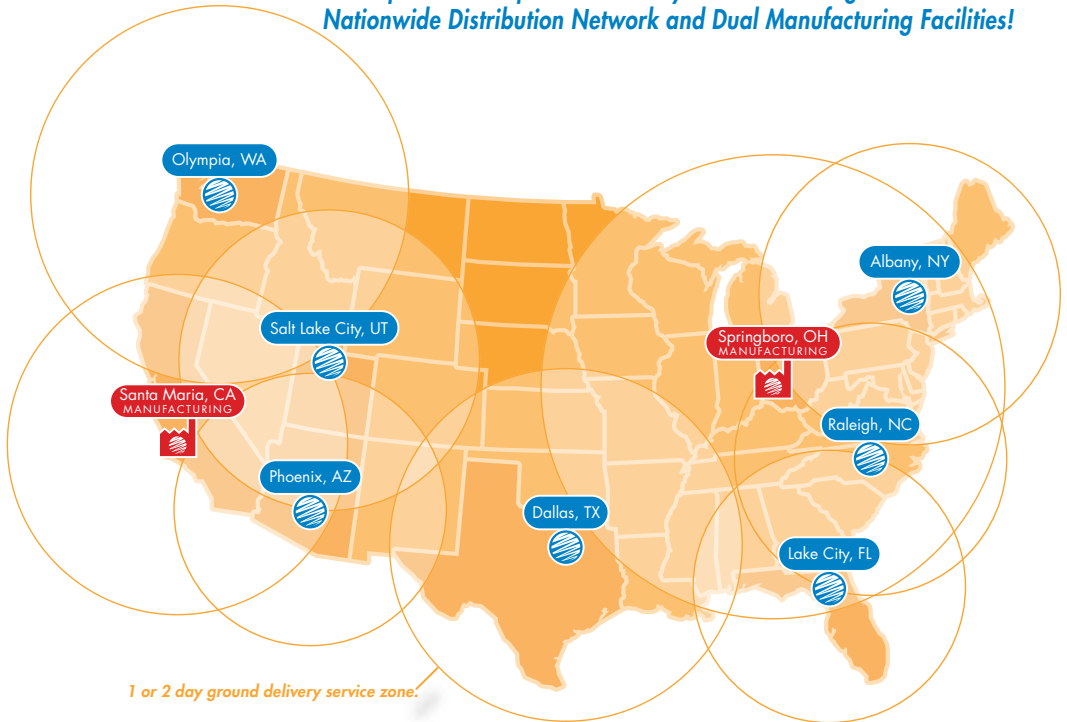 Nationwide Distribution Network and Dual Manufacturing Facilities!
Olympia, WA
Albany, NY
Salt Lake City, UT
Springboro, OH
MANUFACTURING
Santa Maria, CA
MANUFACTURING
Raleigh, NC
Phoenix, AZ
Dallas, TX
Lake City, FL
1 or 2 day ground delivery service zone.